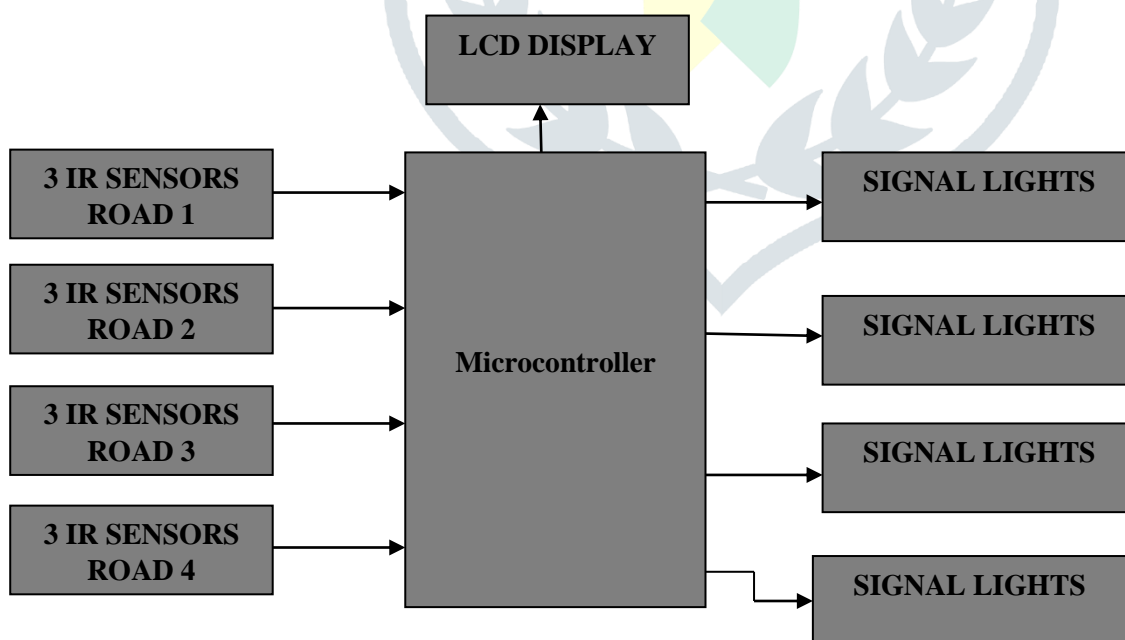 LCD DISPLAY
3 IR SENSORS
ROAD 1
SIGNAL LIGHTS
3 IR SENSORS
ROAD 2
SIGNAL LIGHTS
Microcontroller
3 IR SENSORS
ROAD 3
SIGNAL LIGHTS
3 IR SENSORS
ROAD 4
SIGNAL LIGHTS